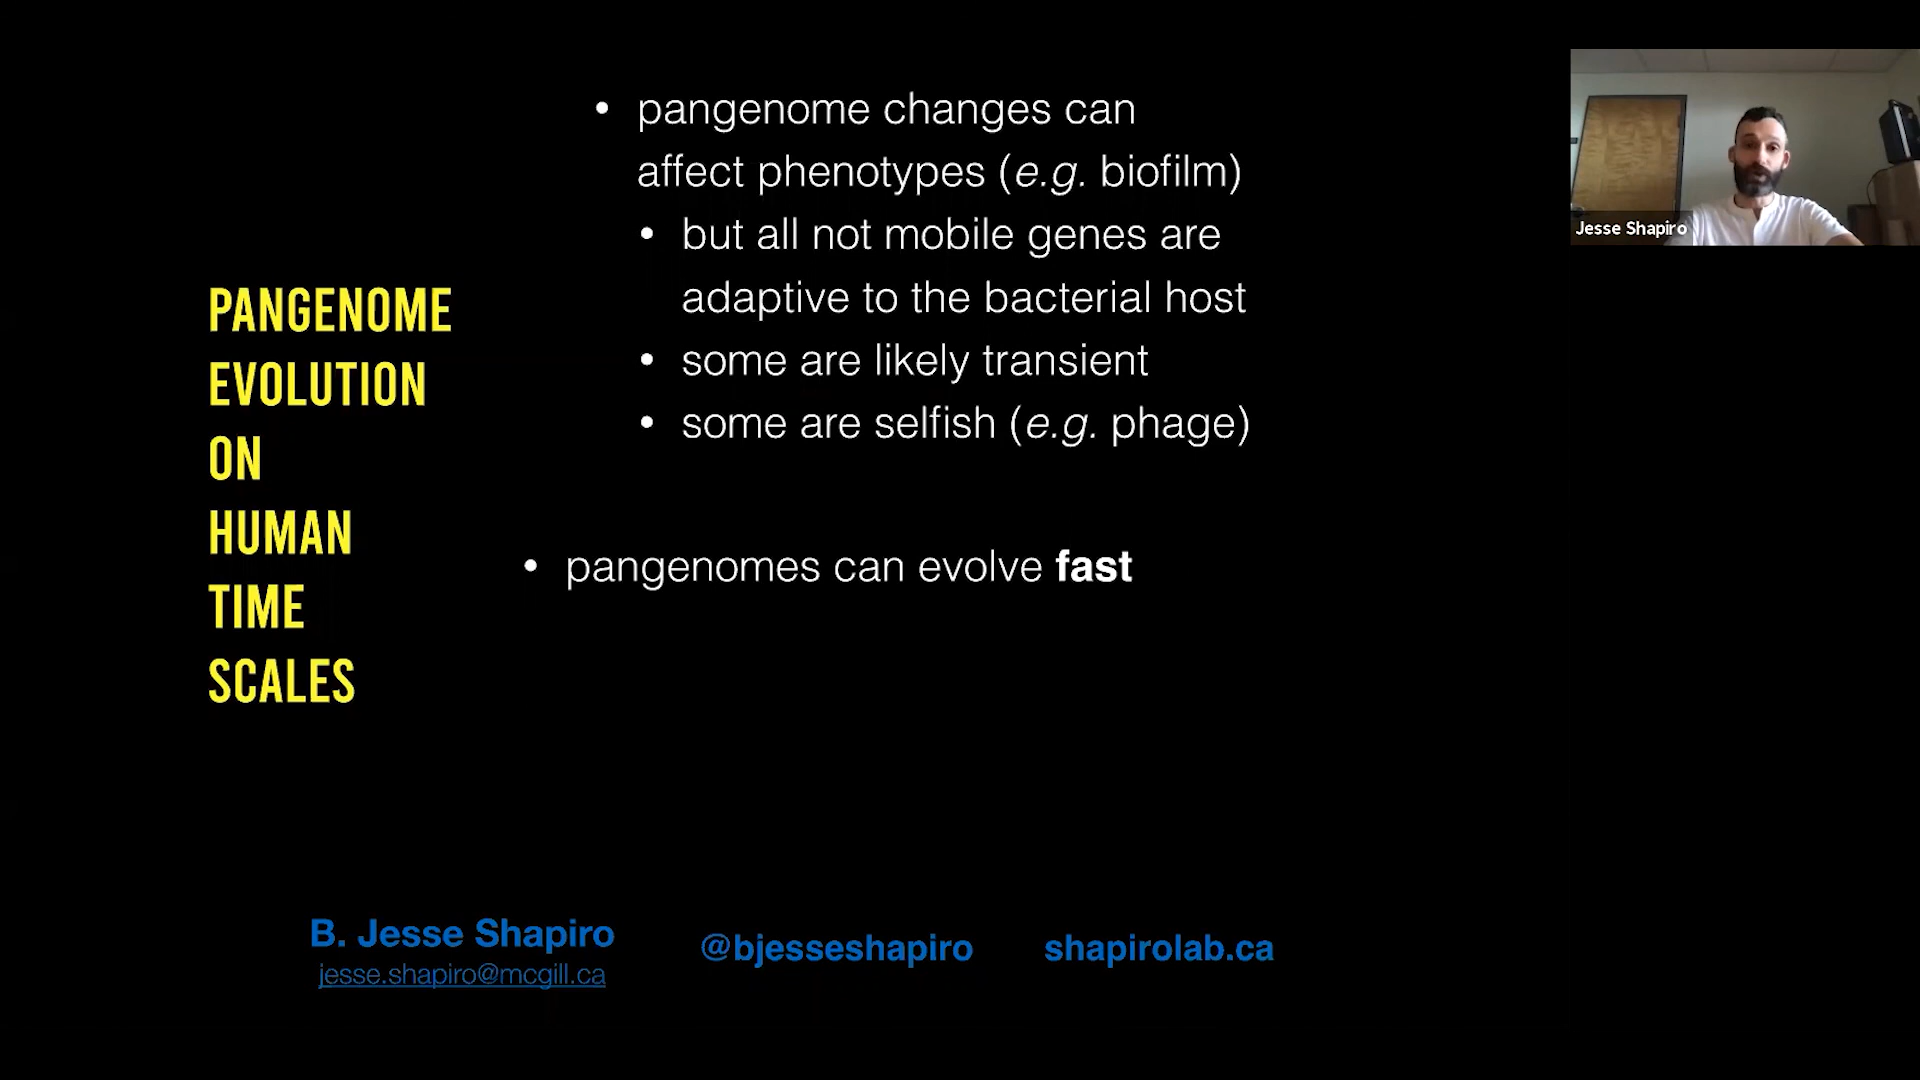 PANGENOME
EVOLUTION
ON
HUMAN
TIME
SCALES
• pangenome changes can
affect phenotypes (e.g. biofilm)
• but all not mobile genes are
adaptive to the bacterial host
• some are likely transient
• some are selfish (e.g. phage)
• pangenomes can evolve fast
B. Jesse Shapiro
jesse.shapiro@mcgill.ca
@bjesseshapiro
shapirolab.ca
Jesse Shapiro